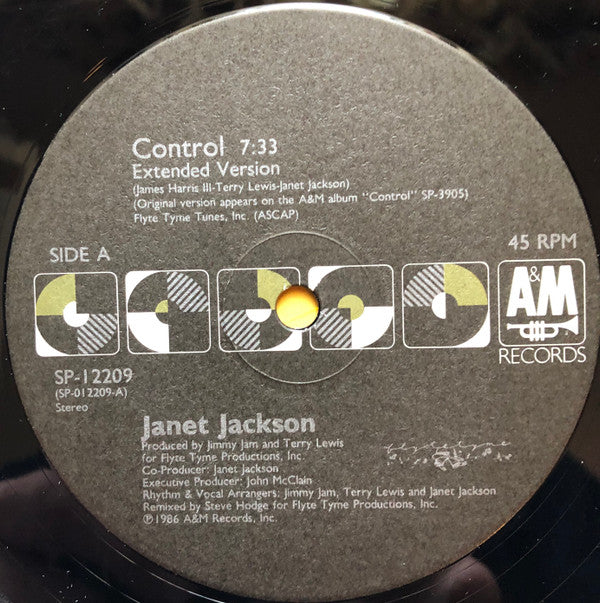 Control 7:33
Extended Version
(James Harris III-Terry Lewis-Janet Jackson)
(Original version appears on the A&M album "Control" SP-3905)
Flyte Tyme Tunes, Inc. (ASCAP)
SIDE A
45 RPM
A&M
RECORDS
SP-12209
(SP-012209-A)
Stereo
Janet Jackson
Produced by Jimmy Jam and Terry Lewis
for Flyte Tyme Productions, Inc.
Co-Producer: Janet Jackson
Executive Producer: John McClain
Rhythm & Vocal Arrangers: Jimmy Jam, Terry Lewis and Janet Jackson
Remixed by Steve Hodge for Flyte Tyme Productions, Inc.
℗1986 A&M Records, Inc.